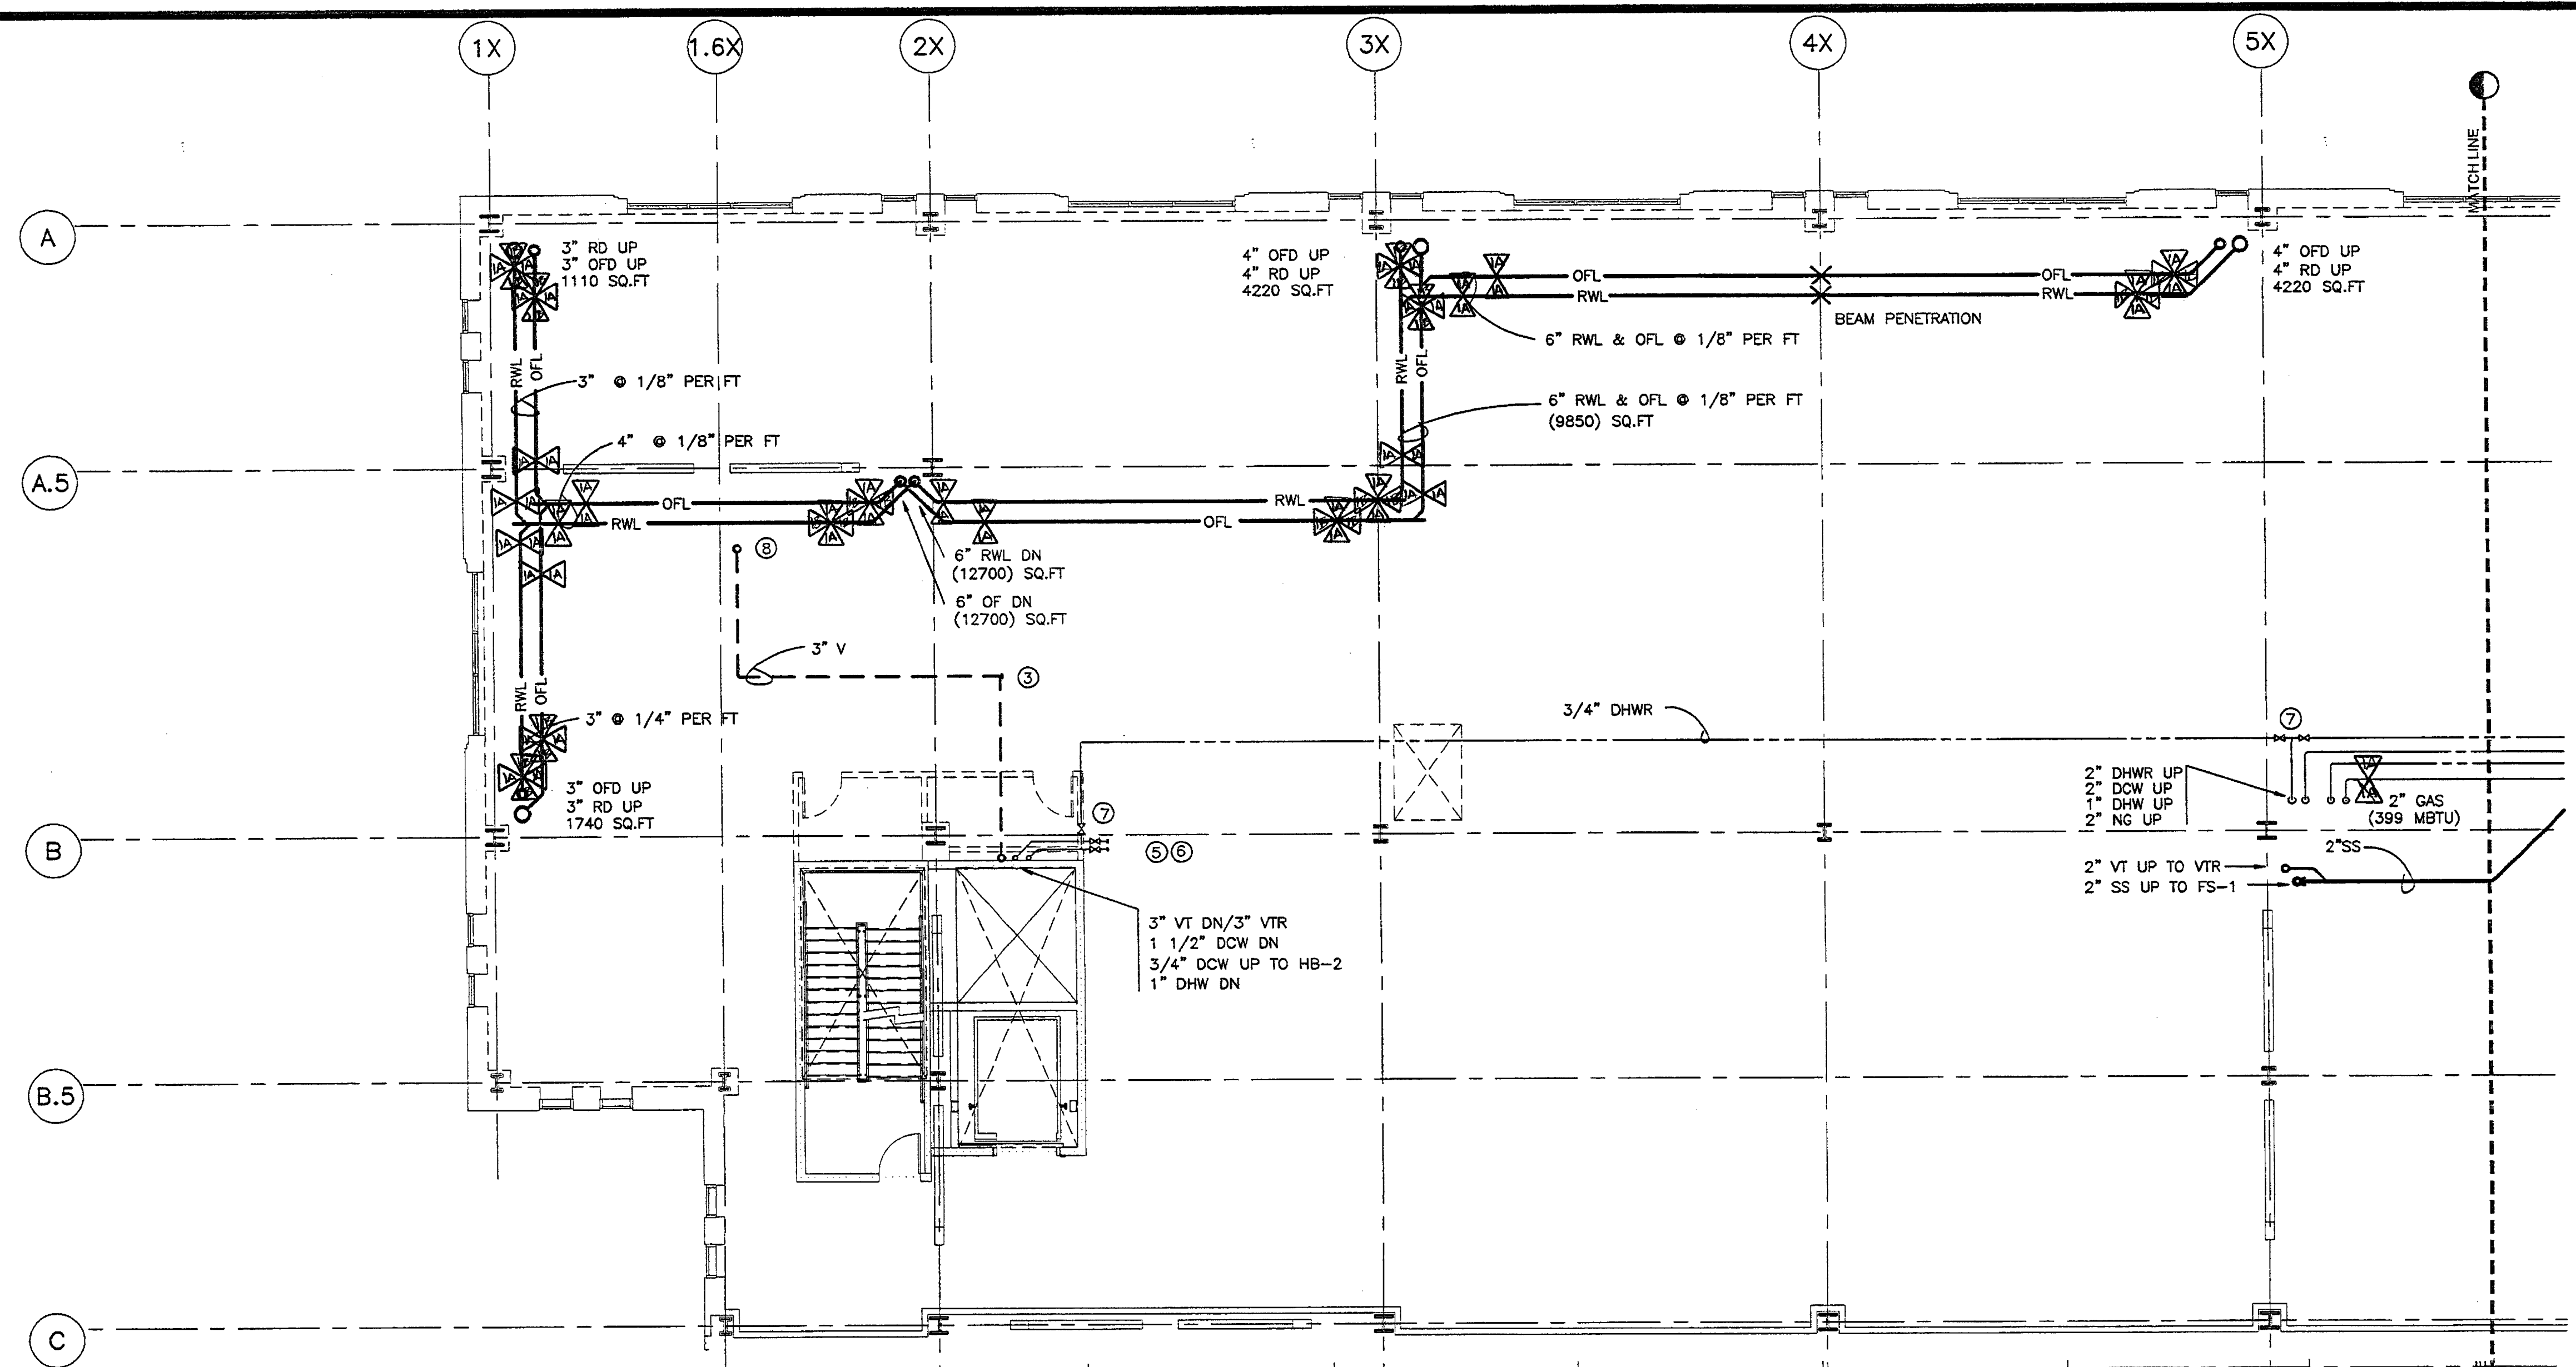 1X
1.6X
2X
3X
4X
5X
MATCH LINE
A
3" RD UP
3" OFD UP
1110 SQ.FT
4" OFD UP
4" RD UP
4220 SQ.FT
OFL
OFL
RWL
RWL
4" OFD UP
4" RD UP
4220 SQ.FT
BEAM PENETRATION
6" RWL & OFL @ 1/8" PER FT
RWL
OFL
RWL
OFL
3" @ 1/8" PER FT
6" RWL & OFL @ 1/8" PER FT
(9850) SQ.FT
4" @ 1/8" PER FT
A.5
OFL
RWL
RWL
OFL
8
6" RWL DN
(12700) SQ.FT
6" OF DN
(12700) SQ.FT
3" V
3
RWL
OFL
3" @ 1/4" PER FT
3/4" DHWR
7
3" OFD UP
3" RD UP
1740 SQ.FT
2" DHWR UP
2" DCW UP
1" DHW UP
2" NG UP
1A
1A
2" GAS
(399 MBTU)
7
B
5 6
2"SS
2" VT UP TO VTR
2" SS UP TO FS-1
3" VT DN/3" VTR
1 1/2" DCW DN
3/4" DCW UP TO HB-2
1" DHW DN
B.5
C